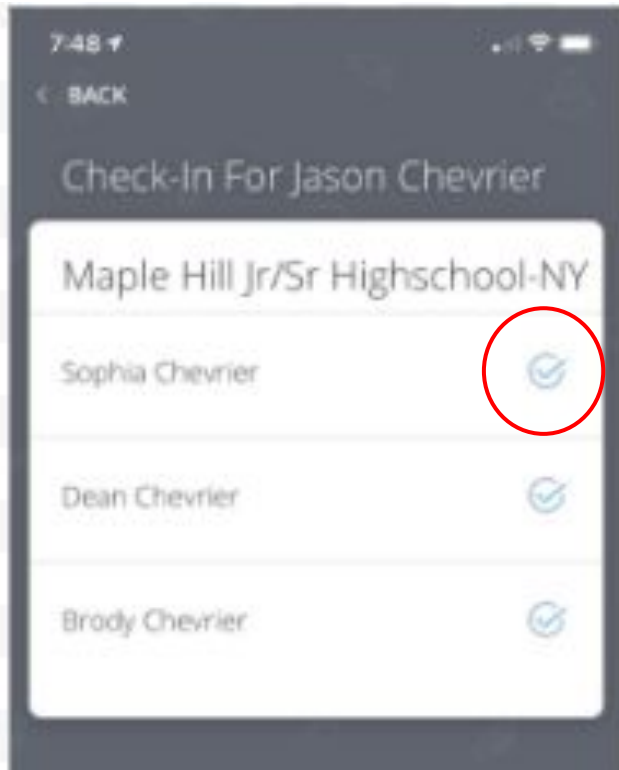 7:48
BACK
Check-In For Jason Chevrier
Maple Hill Jr/Sr Highschool-NY
Sophia Chevrier
Dean Chevrier
Brody Chevrier